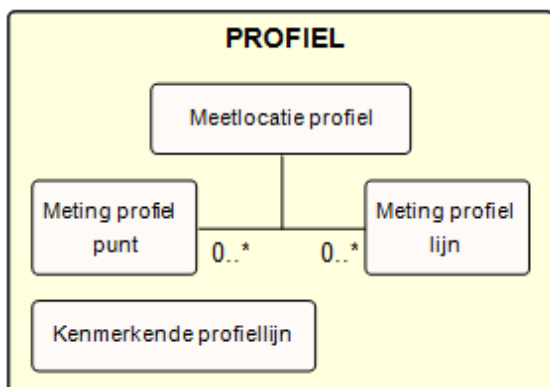 PROFIEL
Meetlocatie profiel
Meting profiel
punt
Meting profiel
lijn
0..*
0..*
Kenmerkende profiellijn